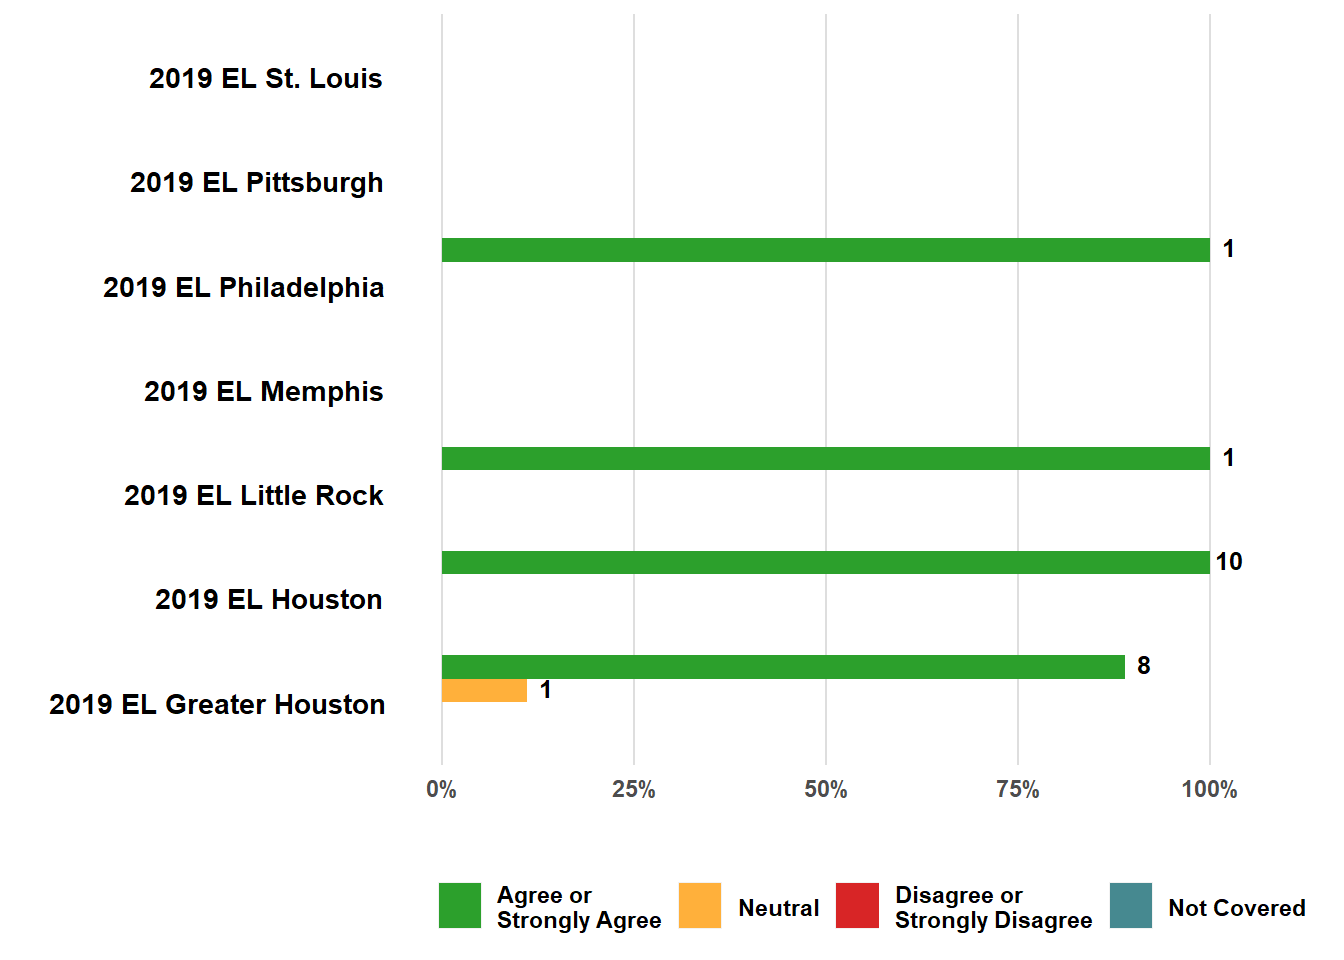 2019 EL St. Louis
2019 EL Pittsburgh
1
2019 EL Philadelphia
2019 EL Memphis
1
2019 EL Little Rock
10
2019 EL Houston
8
1
2019 EL Greater Houston
0% 25% 50% 75% 100%
Agree or
Strongly Agree
Neutral
Disagree or
Strongly Disagree
Not Covered